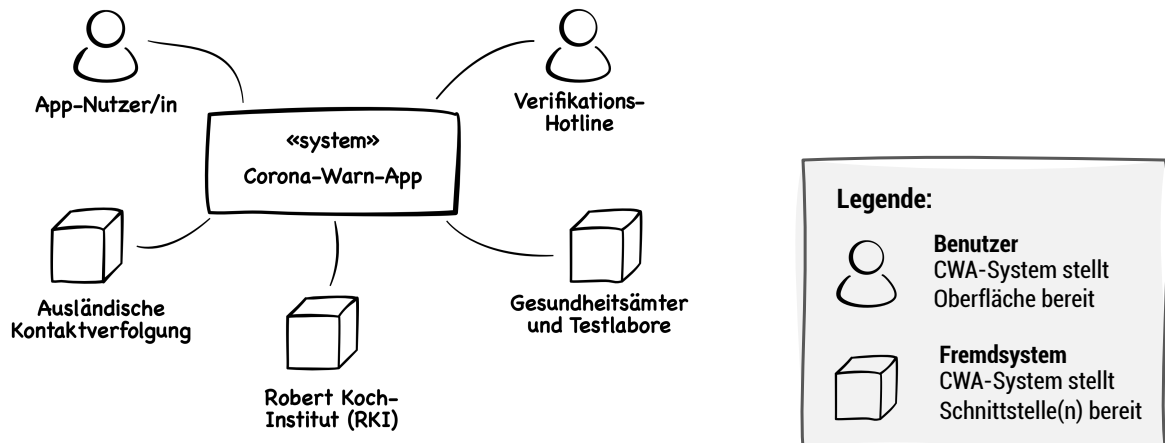 App-Nutzer/in
Verifikations-
Hotline
«system»
Corona-Warn-App
Ausländische
Kontaktverfolgung
Robert Koch-
Institut (RKI)
Gesundheitsämter
und Testlabore
Legende:
Benutzer
CWA-System stellt
Oberfläche bereit
Fremdsystem
CWA-System stellt
Schnittstelle(n) bereit